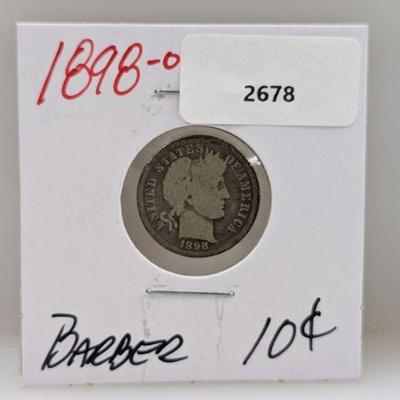 1898-o
2678
UNITED STATES OF AMERICA
1898
BARBER 10¢